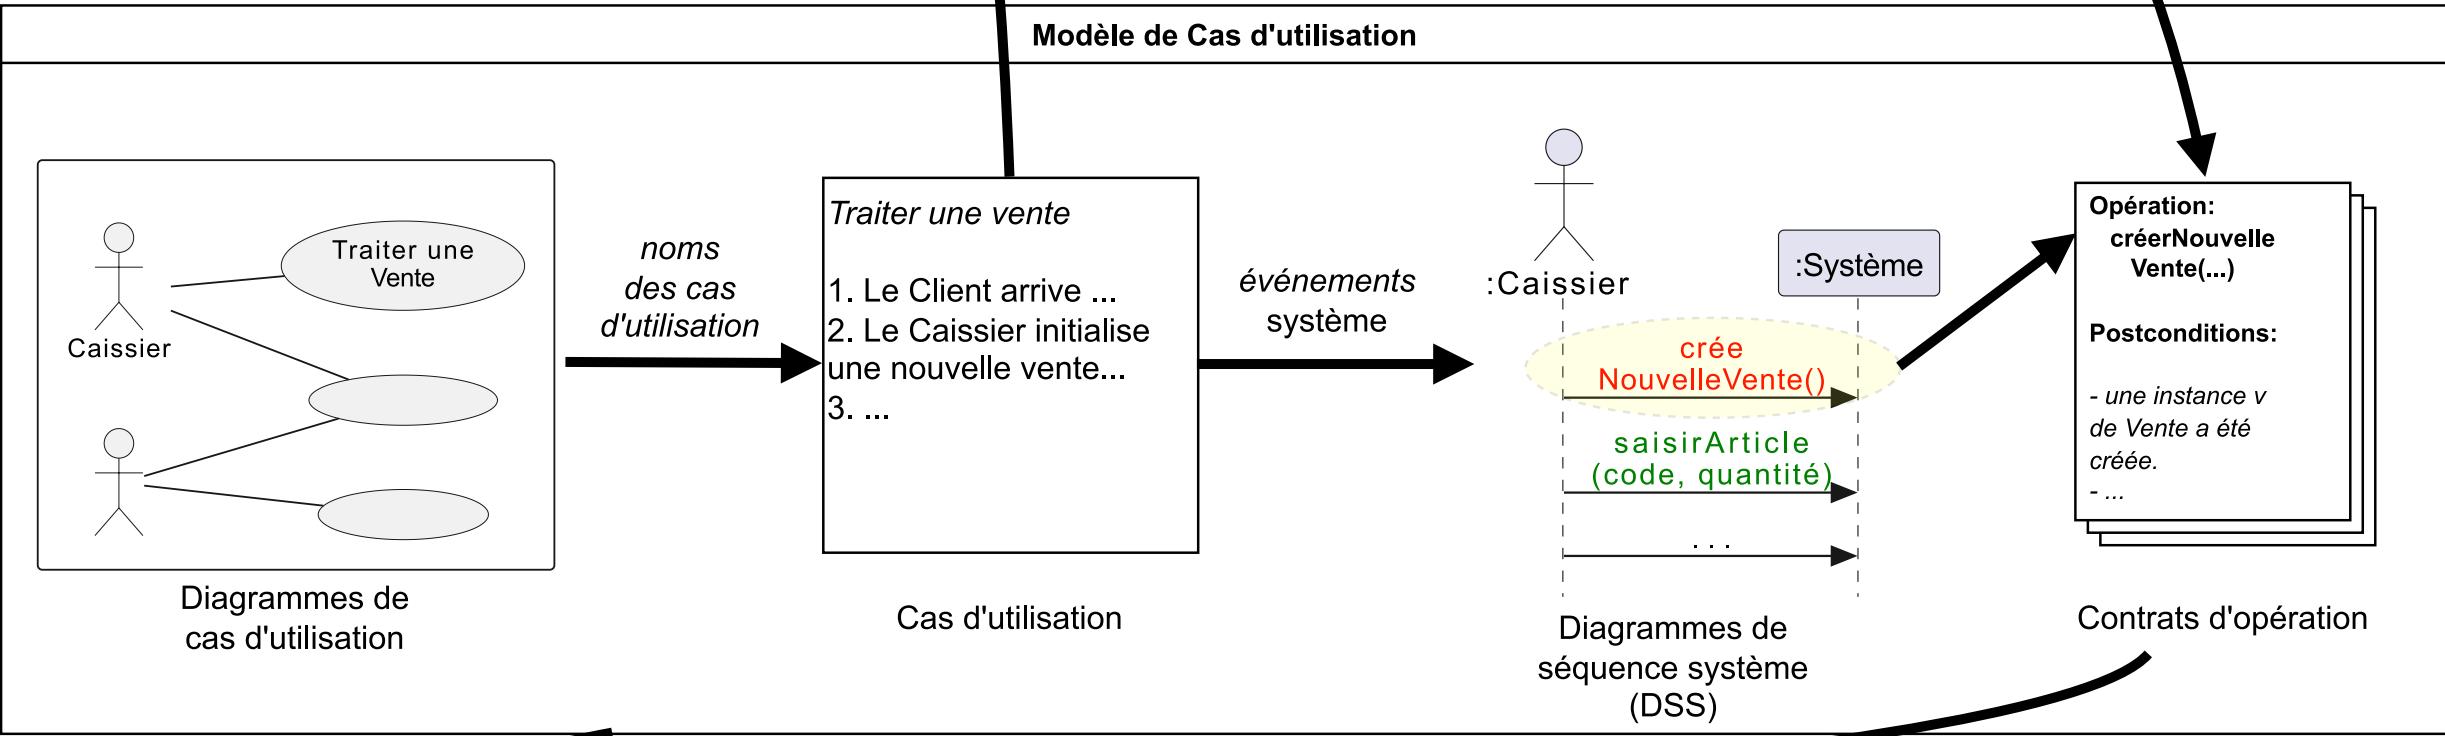 Modèle de Cas d'utilisation
Traiter une
Vente
Caissier
Diagrammes de
cas d'utilisation
noms
des cas
d'utilisation
Traiter une vente
1. Le Client arrive ...
2. Le Caissier initialise
une nouvelle vente...
3. ...
Cas d'utilisation
événements
système
:Caissier
:Système
crée
NouvelleVente()
saisirArticle
(code, quantité)
. . .
Diagrammes de
séquence système
(DSS)
Opération:
créerNouvelle
Vente(...)
Postconditions:
- une instance v
de Vente a été
créée.
- ...
Contrats d'opération